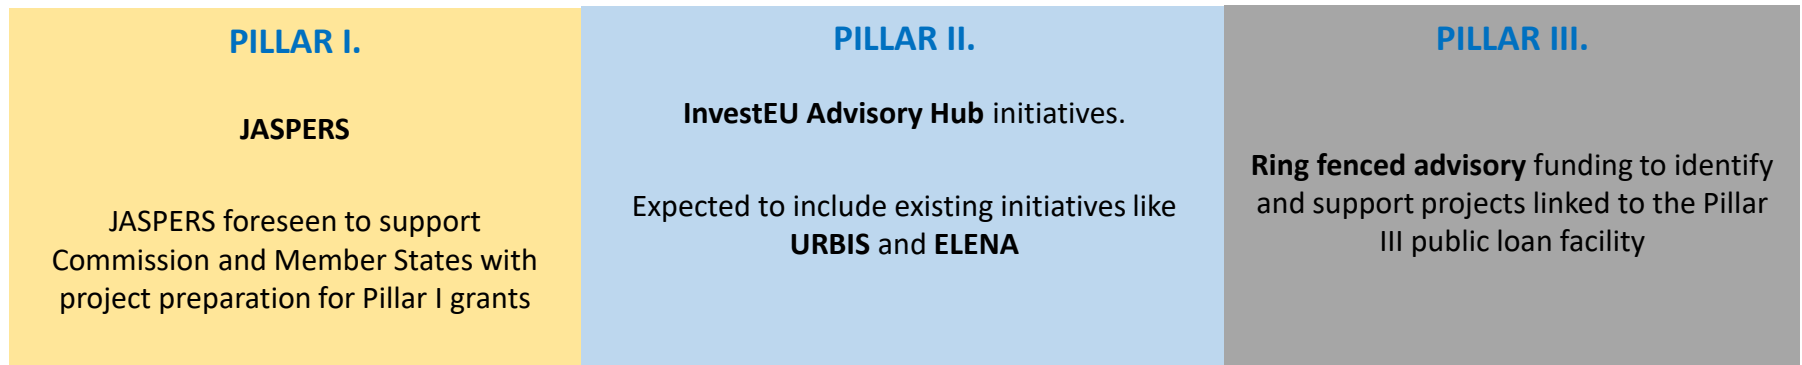 PILLAR I.
JASPERS
JASPERS foreseen to support
Commission and Member States with
project preparation for Pillar I grants
PILLAR II.
InvestEU Advisory Hub initiatives.
Expected to include existing initiatives like
URBIS and ELENA
PILLAR III.
Ring fenced advisory funding to identify
and support projects linked to the Pillar
III public loan facility